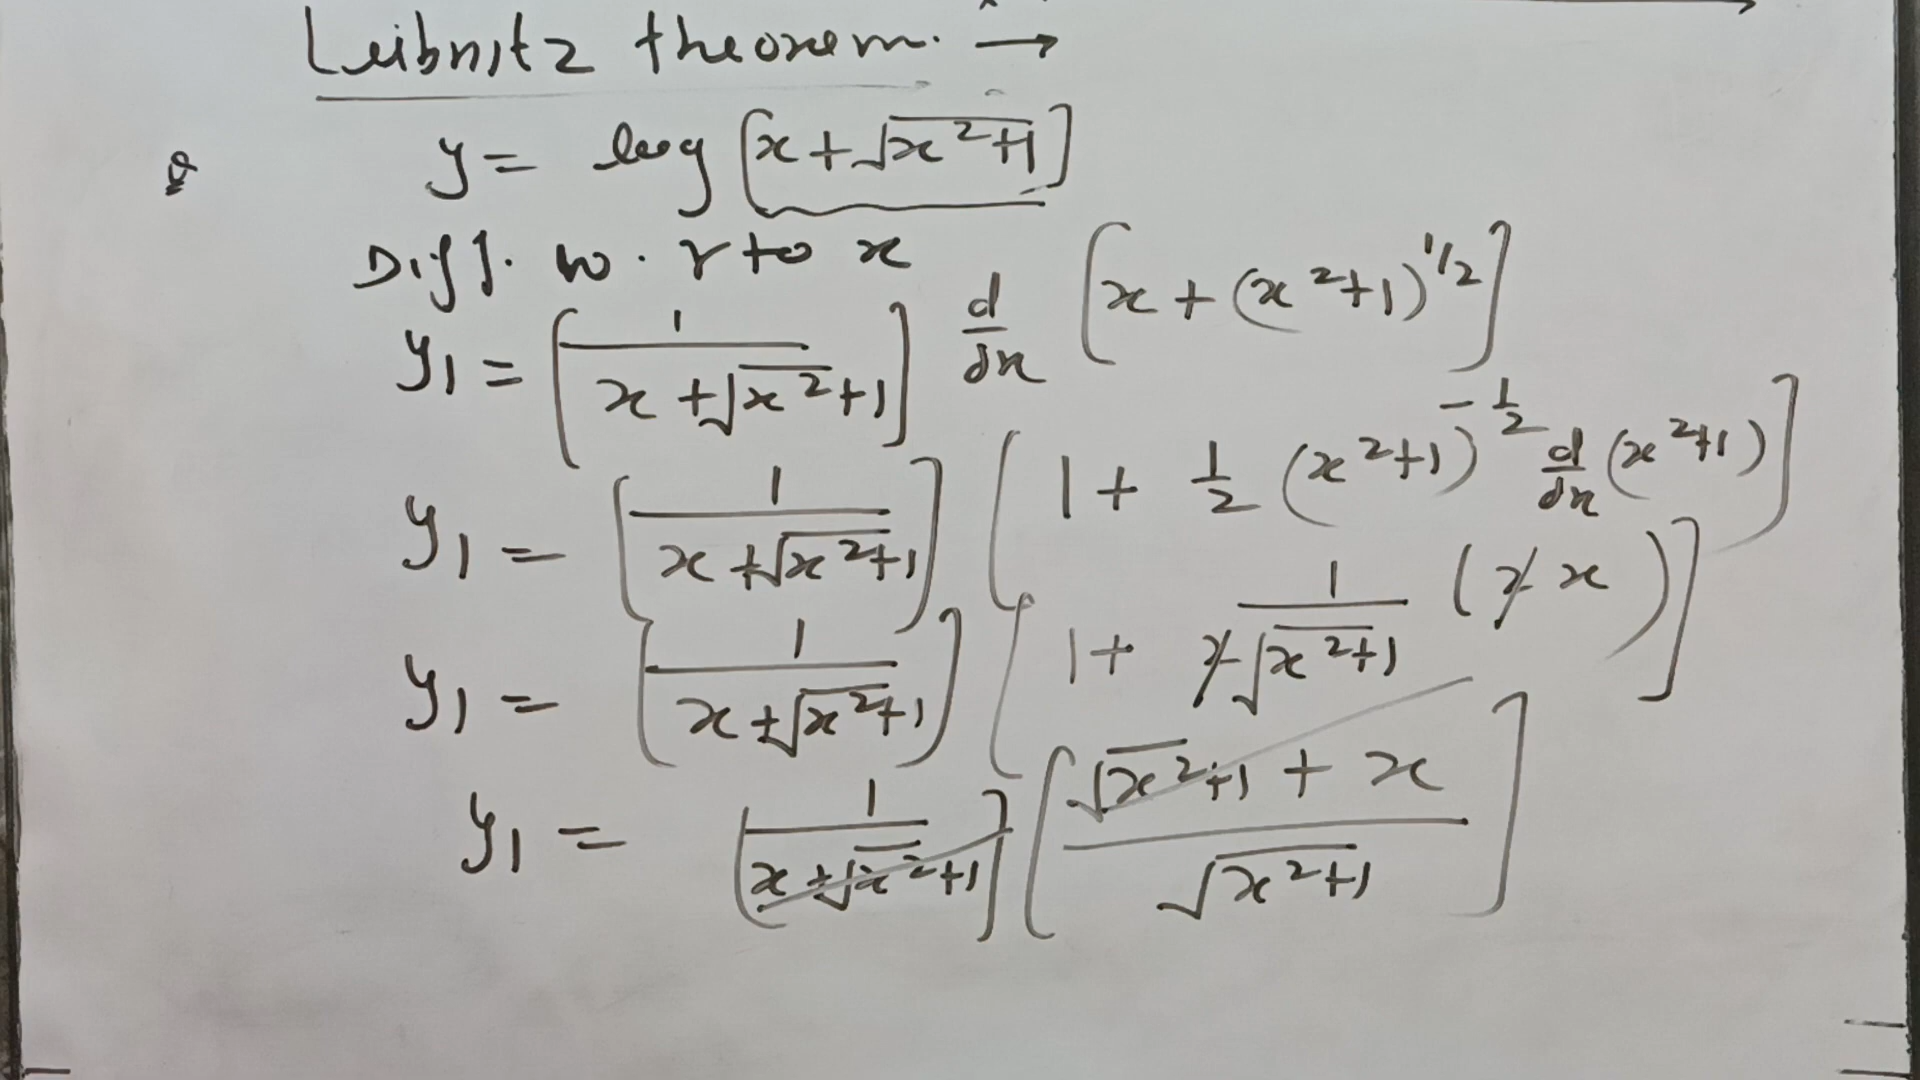 Leibnitz theorem. →
Q y = log [x + √(x²+1)]
Diff. w.r to x
y₁ = [1/(x+√(x²+1))] d/dx [x + (x²+1)^1/2]
y₁ = [1/(x+√(x²+1))] [1 + 1/2 (x²+1)^-1/2 d/dx (x²+1)]
y₁ = [1/(x+√(x²+1))] [1 + 1/(2√(x²+1)) (2x)]
y₁ = [1/(x+√(x²+1))] [(√(x²+1) + x)/√(x²+1)]